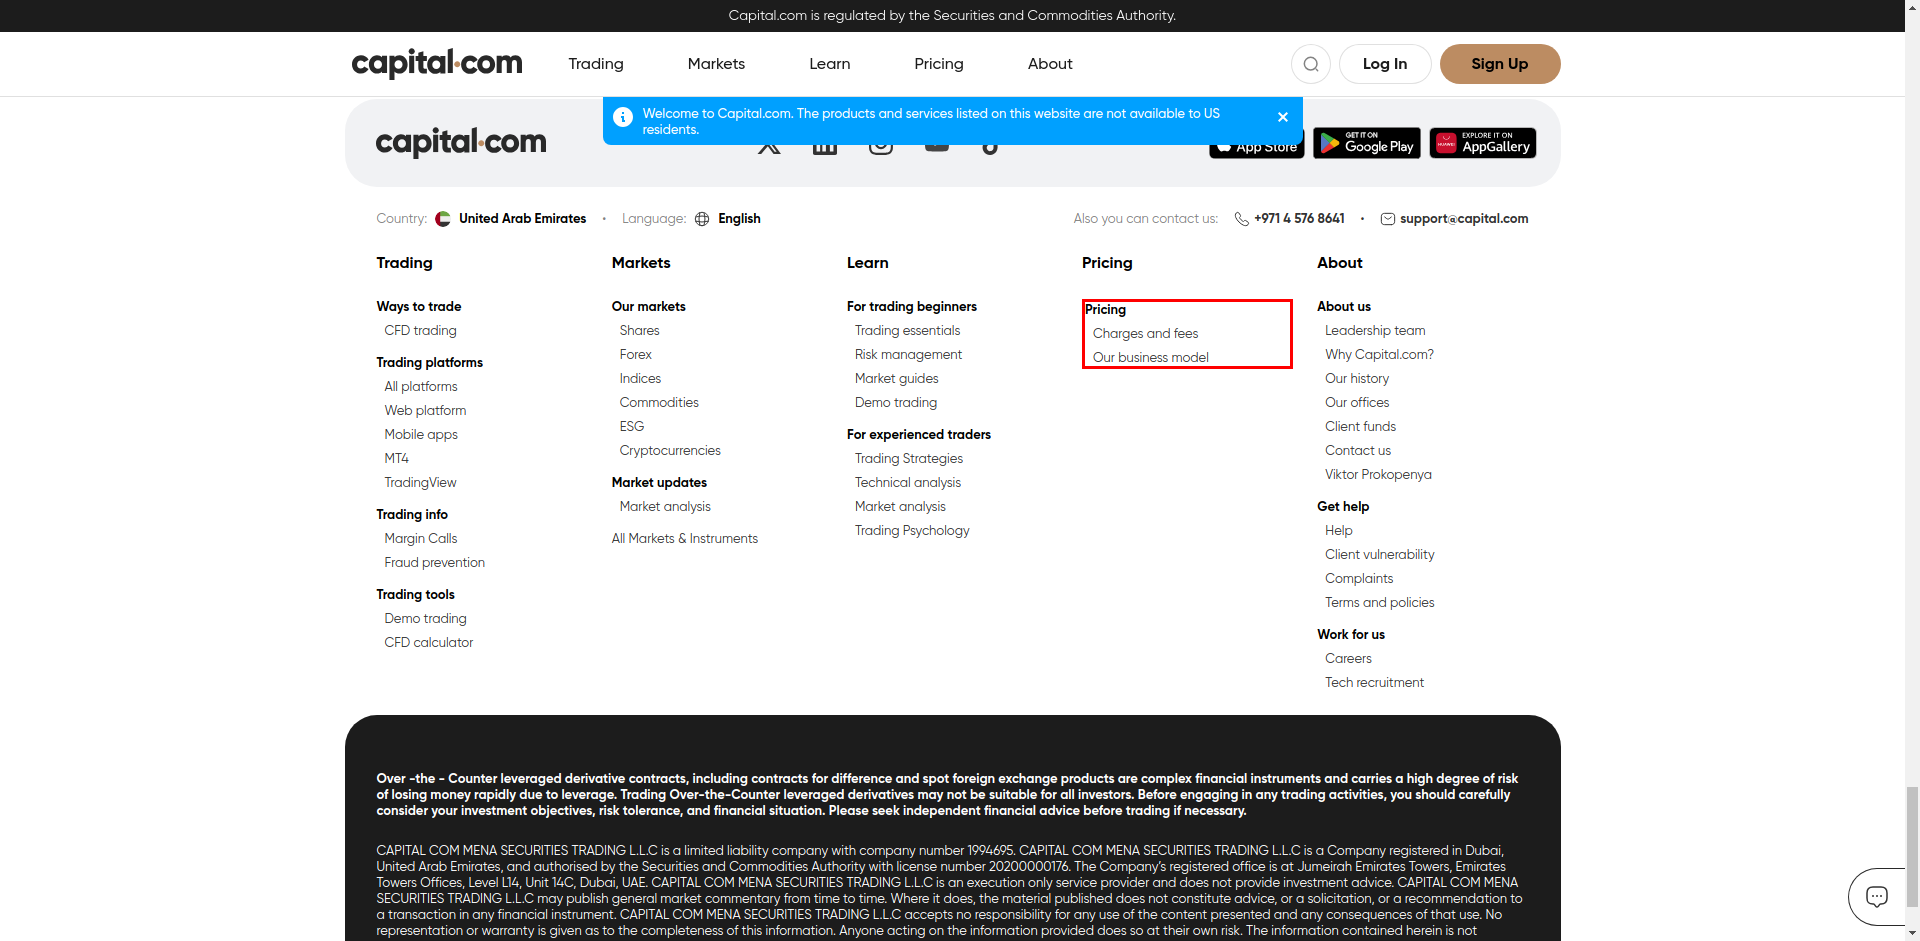 Capital.com is regulated by the Securities and Commodities Authority.
capital.com
Trading
Markets
Learn
Pricing
About
Log In
Sign Up
Welcome to Capital.com. The products and services listed on this website are not available to US
residents.
capital.com
App Store
GET IT ON
Google Play
HUAWEI
EXPLORE IT ON
AppGallery
Country:
United Arab Emirates
•
Language:
English
Also you can contact us:
+971 4 576 8641
•
support@capital.com
Trading
Ways to trade
CFD trading
Trading platforms
All platforms
Web platform
Mobile apps
MT4
TradingView
Trading info
Margin Calls
Fraud prevention
Trading tools
Demo trading
CFD calculator
Markets
Our markets
Shares
Forex
Indices
Commodities
ESG
Cryptocurrencies
Market updates
Market analysis
All Markets & Instruments
Learn
For trading beginners
Trading essentials
Risk management
Market guides
Demo trading
For experienced traders
Trading Strategies
Technical analysis
Market analysis
Trading Psychology
Pricing
Pricing
Charges and fees
Our business model
About
About us
Leadership team
Why Capital.com?
Our history
Our offices
Client funds
Contact us
Viktor Prokopenya
Get help
Help
Client vulnerability
Complaints
Terms and policies
Work for us
Careers
Tech recruitment
Over -the - Counter leveraged derivative contracts, including contracts for difference and spot foreign exchange products are complex financial instruments and carries a high degree of risk
of losing money rapidly due to leverage. Trading Over-the-Counter leveraged derivatives may not be suitable for all investors. Before engaging in any trading activities, you should carefully
consider your investment objectives, risk tolerance, and financial situation. Please seek independent financial advice before trading if necessary.
CAPITAL COM MENA SECURITIES TRADING L.L.C is a limited liability company with company number 1994695. CAPITAL COM MENA SECURITIES TRADING L.L.C is a Company registered in Dubai,
United Arab Emirates, and authorised by the Securities and Commodities Authority with license number 20200000176. The Company's registered office is at Jumeirah Emirates Towers, Emirates
Towers Offices, Level L14, Unit 14C, Dubai, UAE. CAPITAL COM MENA SECURITIES TRADING L.L.C is an execution only service provider and does not provide investment advice. CAPITAL COM MENA
SECURITIES TRADING L.L.C may publish general market commentary from time to time. Where it does, the material published does not constitute advice, or a solicitation, or a recommendation to
a transaction in any financial instrument. CAPITAL COM MENA SECURITIES TRADING L.L.C accepts no responsibility for any use of the content presented and any consequences of that use. No
representation or warranty is given as to the completeness of this information. Anyone acting on the information provided does so at their own risk. The information contained herein is not